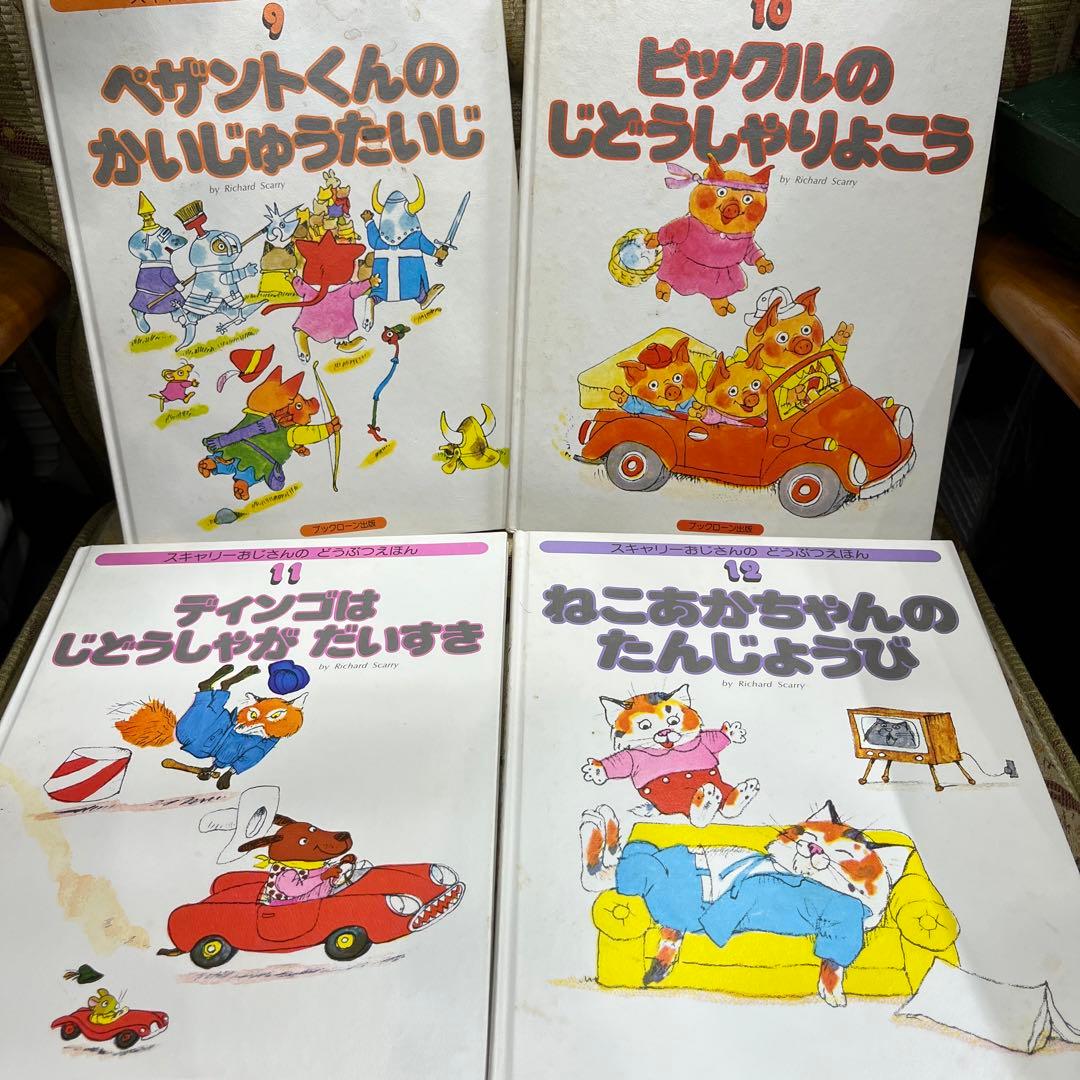 スキャリ
9
ペザントくんの
かいじゅうたいじ
by Richard Scarry
ブックローン出版
10
ピックルの
じどうしゃりょこう
by Richard Scarry
ブックローン出版
スキャリーおじさんの どうぶつえほん
11
ディンゴは
じどうしゃが だいすき
by Richard Scarry
スキャリーおじさんの どうぶつえほん
12
ねこあかちゃんの
たんじょうび
by Richard Scarry